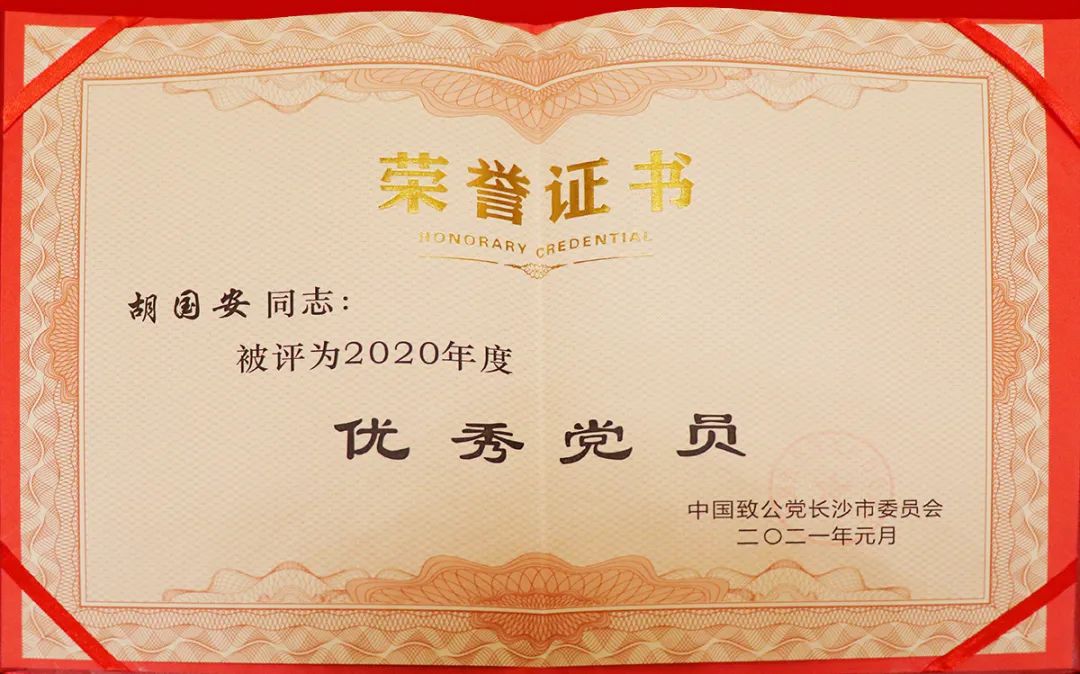 荣誉证书
HONORARY CREDENTIAL
胡国安同志：
被评为2020年度
优秀党员
中国致公党长沙市委员会
二〇二一年元月